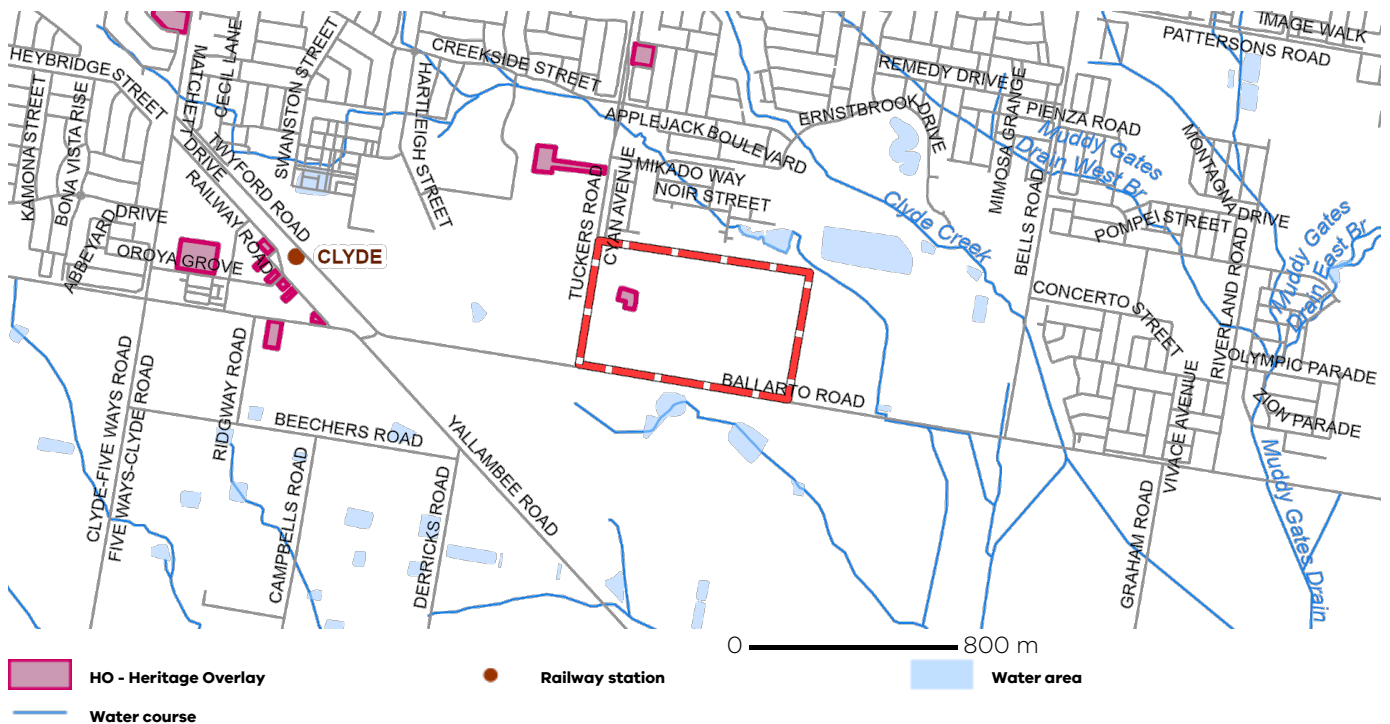 IMAGE WALK
PATTERSONS ROAD
HEYBRIDGE STREET
MATCHETT DRIVE
CECIL LANE
SWANSTON STREET
CREEKSIDE STREET
HARTLEIGH STREET
REMEDY DRIVE
MIMOSA GRANGE
KAMONA STREET
BONA VISTA RISE
TWYFORD ROAD
APPLEJACK BOULEVARD
ERNSTBROOK DRIVE
PIENZA ROAD
Muddy Gates
Drain West Br
MONTAGNA DRIVE
RAILWAY ROAD
TUCKERS ROAD
CYAN AVENUE
MIKADO WAY
NOIR STREET
Clyde Creek
BELLS ROAD
POMPEI STREET
Muddy Gates
Drain East Br
ABBEYARD
DRIVE
OROYA GROVE
CLYDE
CONCERTO STREET
RIVERLAND ROAD
CLYDE-FIVE WAYS ROAD
FIVE WAYS-CLYDE ROAD
RIDGWAY ROAD
BALLARTO ROAD
OLYMPIC PARADE
VIVACE AVENUE
ZION PARADE
BEECHERS ROAD
YALLAMBEE ROAD
CAMPBELLS ROAD
DERRICKS ROAD
GRAHAM ROAD
Muddy Gates Drain
0 800 m
HO - Heritage Overlay
Railway station
Water area
Water course